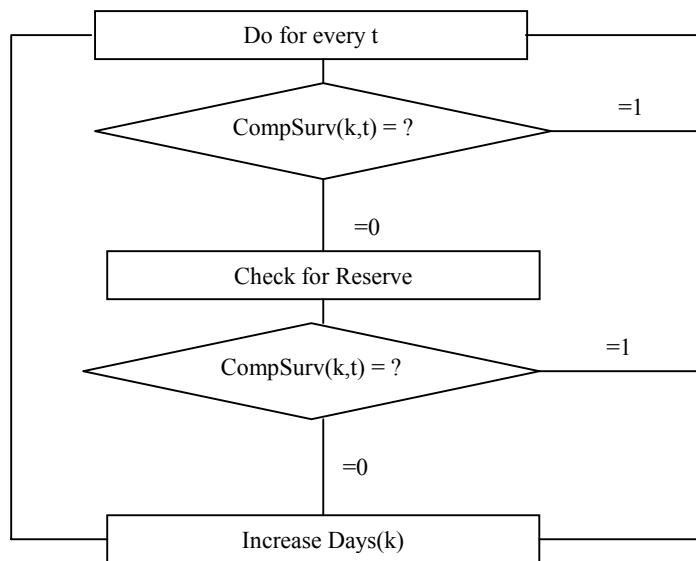 Do for every t
CompSurv(k,t) = ?
=1
=0
Check for Reserve
CompSurv(k,t) = ?
=1
=0
Increase Days(k)